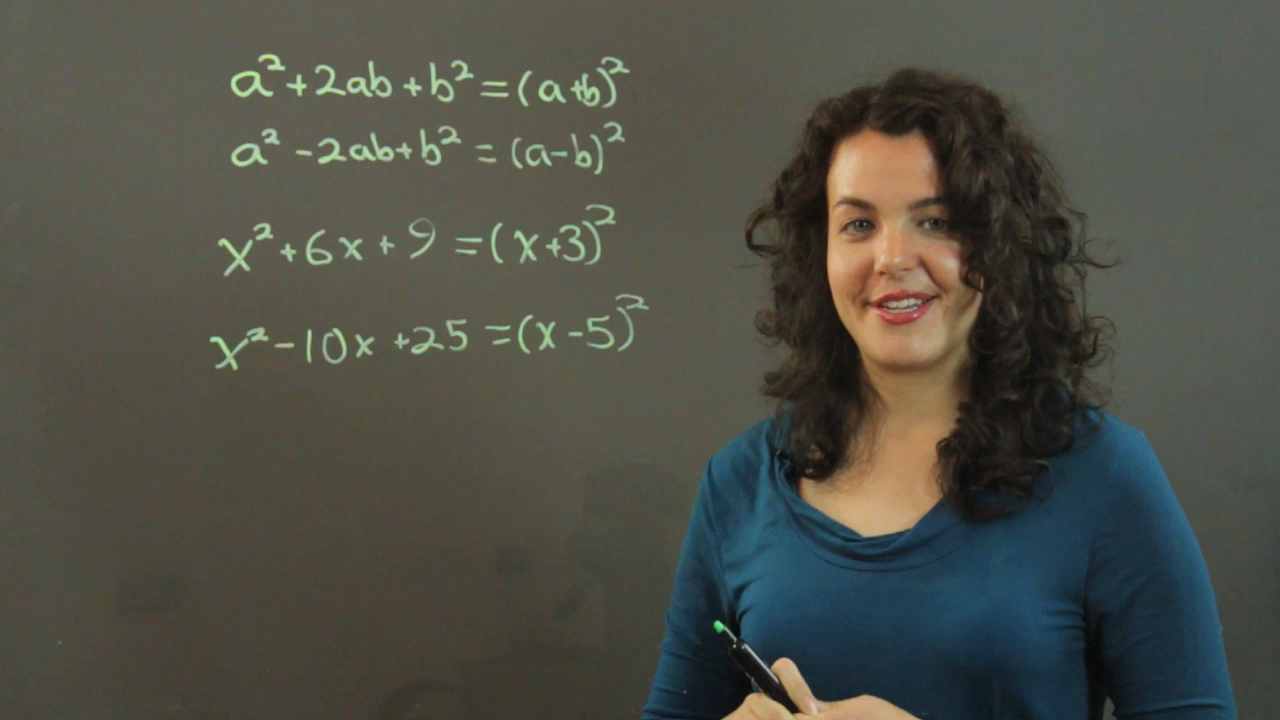 a²+2ab+b²=(a+b)²
a²-2ab+b²=(a-b)²
x²+6x+9=(x+3)²
x²-10x+25=(x-5)²